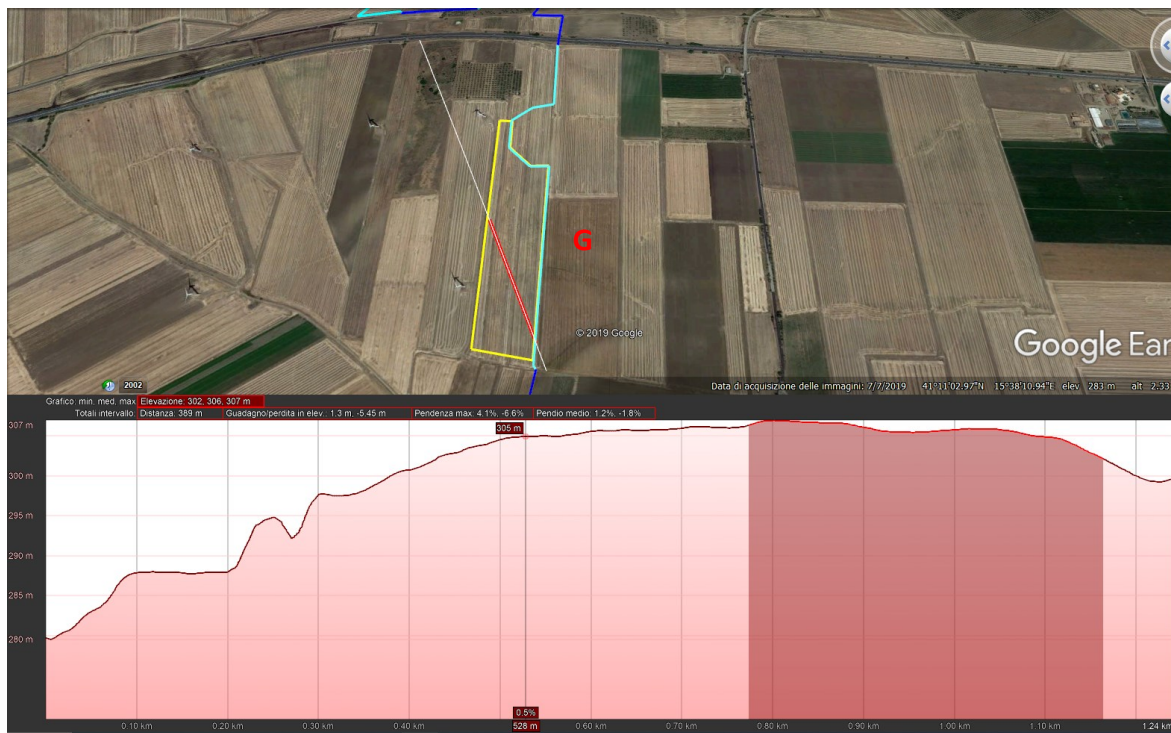 G
© 2019 Google
Google Ear
2002
Data di acquisizione delle immagini: 7/7/2019 41°11'02.97"N 15°38'10.94"E elev 283 m alt 2.33
Grafico: min. med. max Elevazione: 302, 306, 307 m
Totali intervallo: Distanza: 389 m Guadagno/perdita in elev.: 1.3 m, -5.45 m Pendenza max: 4.1%, -6.6% Pendio medio: 1.2%, -1.8%
307 m
305 m
300 m
295 m
290 m
285 m
280 m
0.5%
0.10 km 0.20 km 0.30 km 0.40 km 528 m 0.60 km 0.70 km 0.80 km 0.90 km 1.00 km 1.10 km 1.24 km